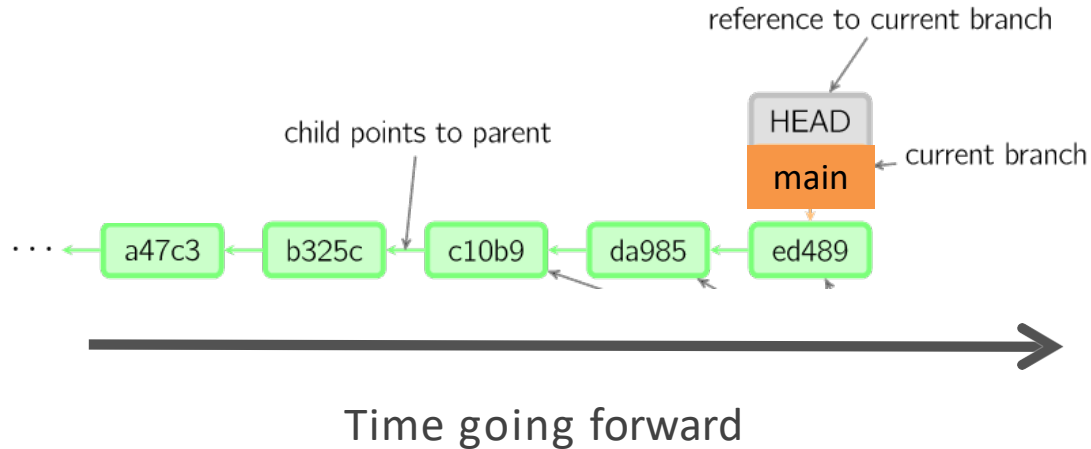 reference to current branch
HEAD
child points to parent
current branch
main
··· a47c3 b325c c10b9 da985 ed489
Time going forward